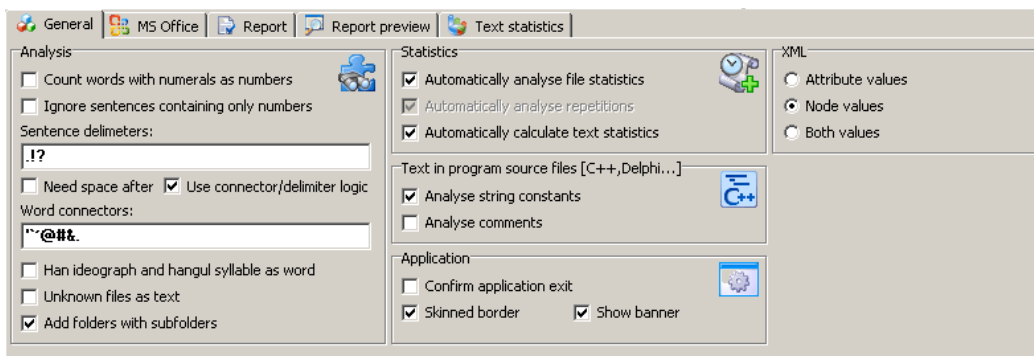 General MS Office Report Report preview Text statistics
Analysis
Count words with numerals as numbers
Ignore sentences containing only numbers
Sentence delimeters:
.!?
Need space after Use connector/delimiter logic
Word connectors:
'`´@#&.
Han ideograph and hangul syllable as word
Unknown files as text
Add folders with subfolders
Statistics
Automatically analyse file statistics
Automatically analyse repetitions
Automatically calculate text statistics
Text in program source files [C++,Delphi...]
Analyse string constants
Analyse comments
C++
Application
Confirm application exit
Skinned border Show banner
XML
Attribute values
Node values
Both values